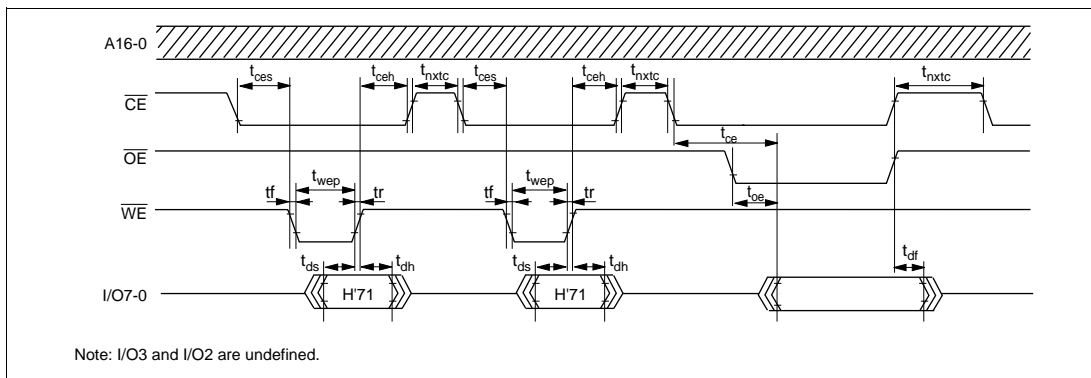 A16-0
tces tceh tnxtc tces tceh tnxtc tnxtc
CE
tce
OE
twep twep
tf tr tf tr toe
WE
tds tdh tds tdh tdf
I/O7-0 H'71 H'71
Note: I/O3 and I/O2 are undefined.